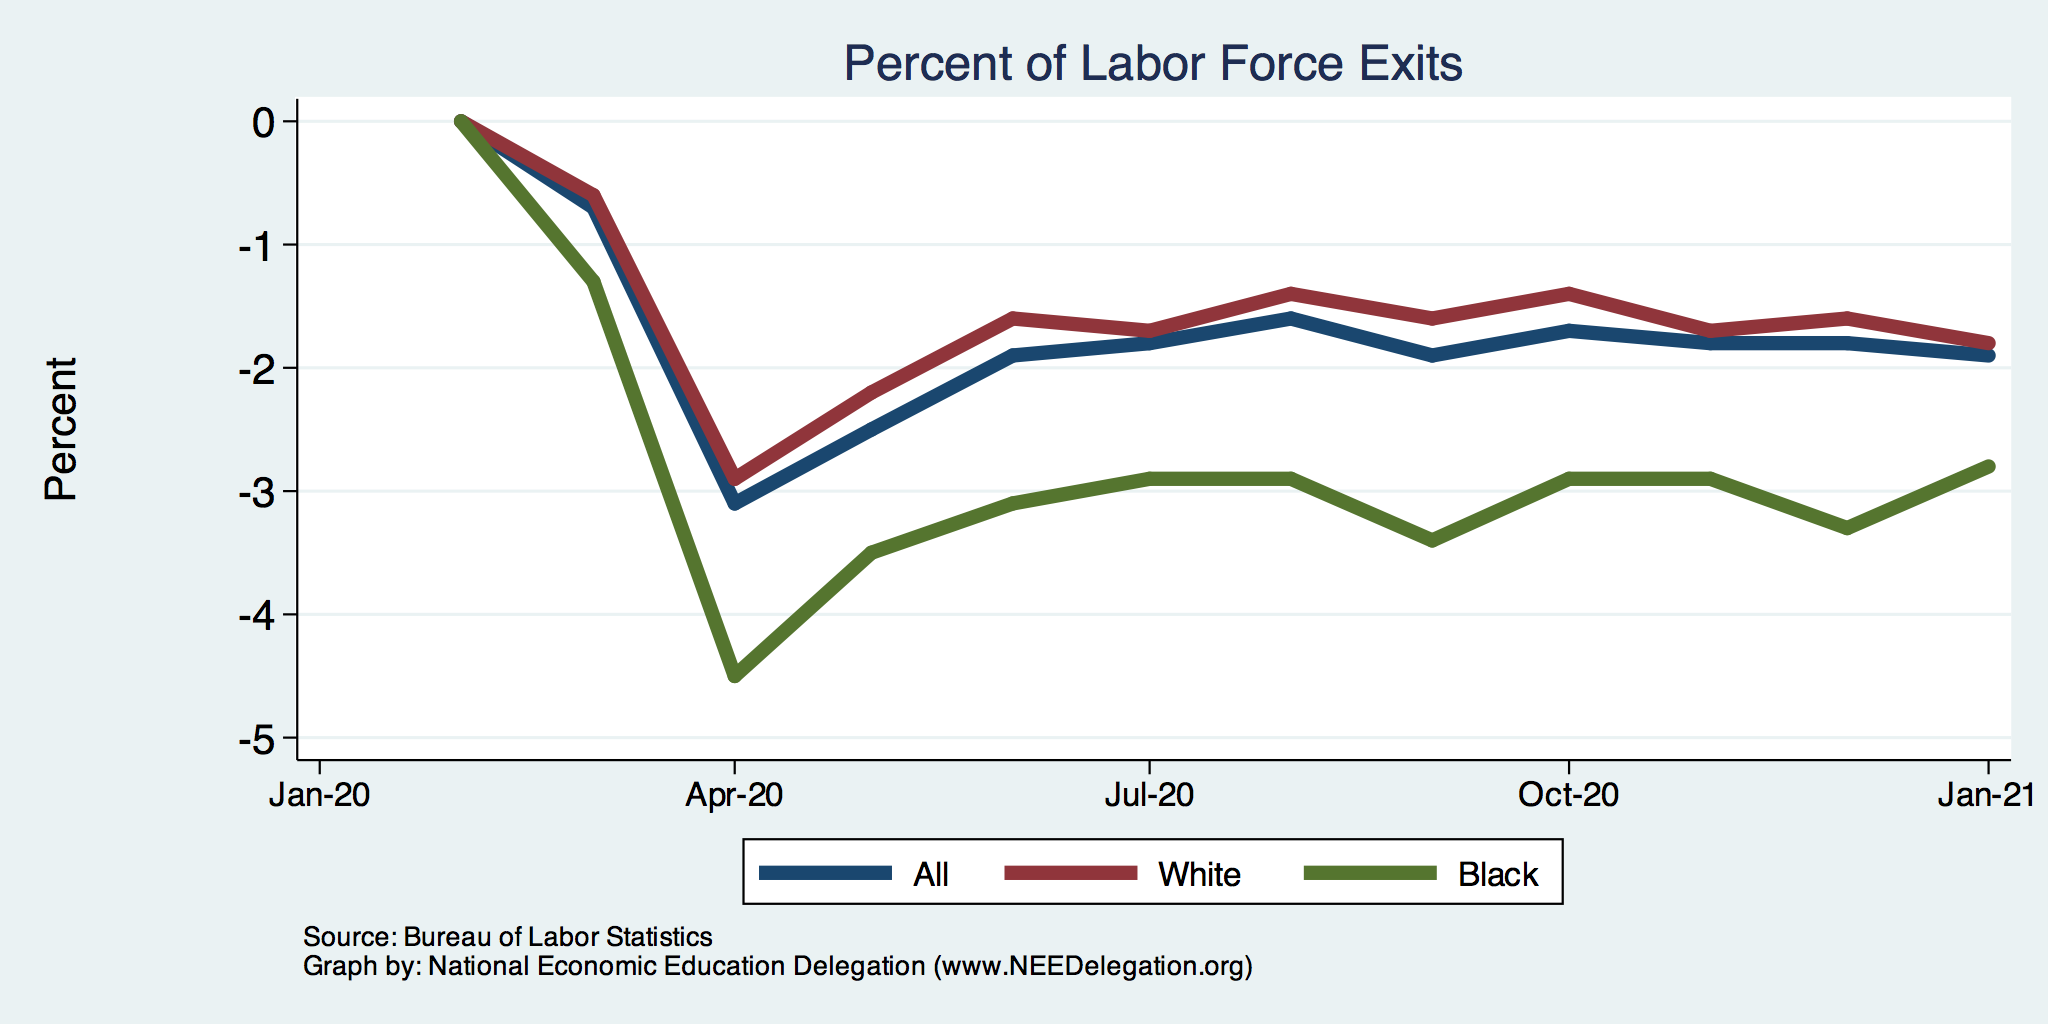 Percent of Labor Force Exits
Percent
0
-1
-2
-3
-4
-5
Jan-20 Apr-20 Jul-20 Oct-20 Jan-21
All White Black
Source: Bureau of Labor Statistics
Graph by: National Economic Education Delegation (www.NEEDelegation.org)